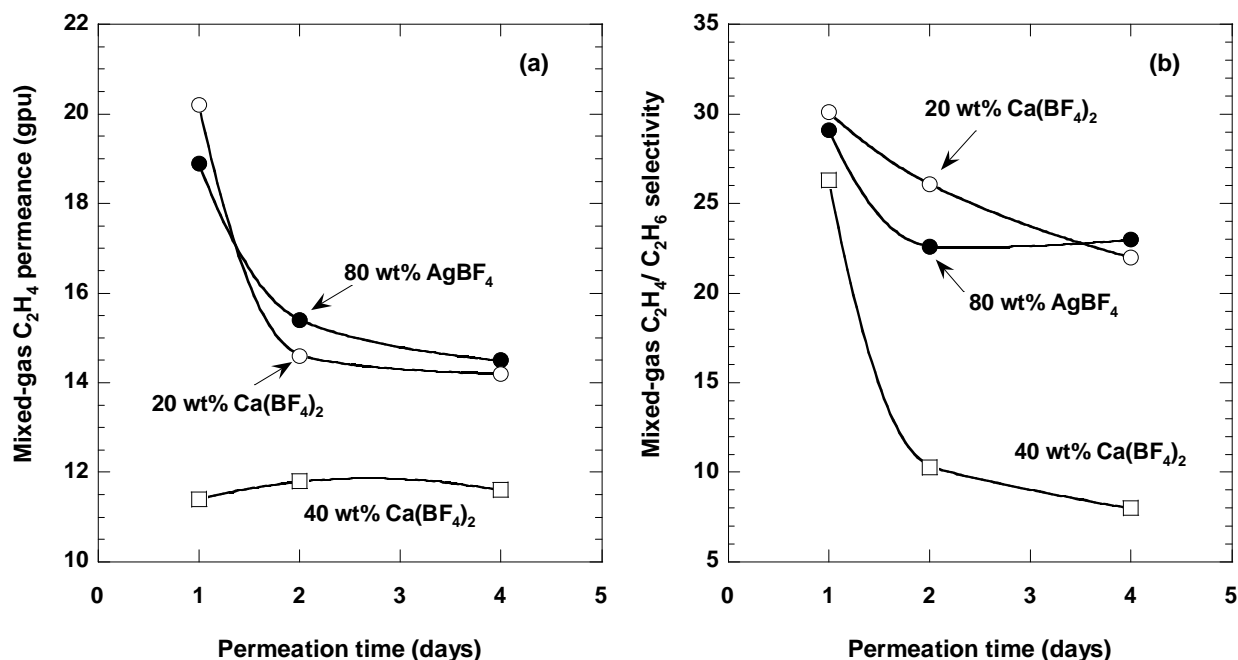 (a)
Mixed-gas C₂H₄ permeance (gpu)
22
20
18
16
14
12
10
80 wt% AgBF₄
20 wt% Ca(BF₄)₂
40 wt% Ca(BF₄)₂
0 1 2 3 4 5
Permeation time (days)
(b)
Mixed-gas C₂H₄/ C₂H₆ selectivity
35
30
25
20
15
10
5
20 wt% Ca(BF₄)₂
80 wt% AgBF₄
40 wt% Ca(BF₄)₂
0 1 2 3 4 5
Permeation time (days)